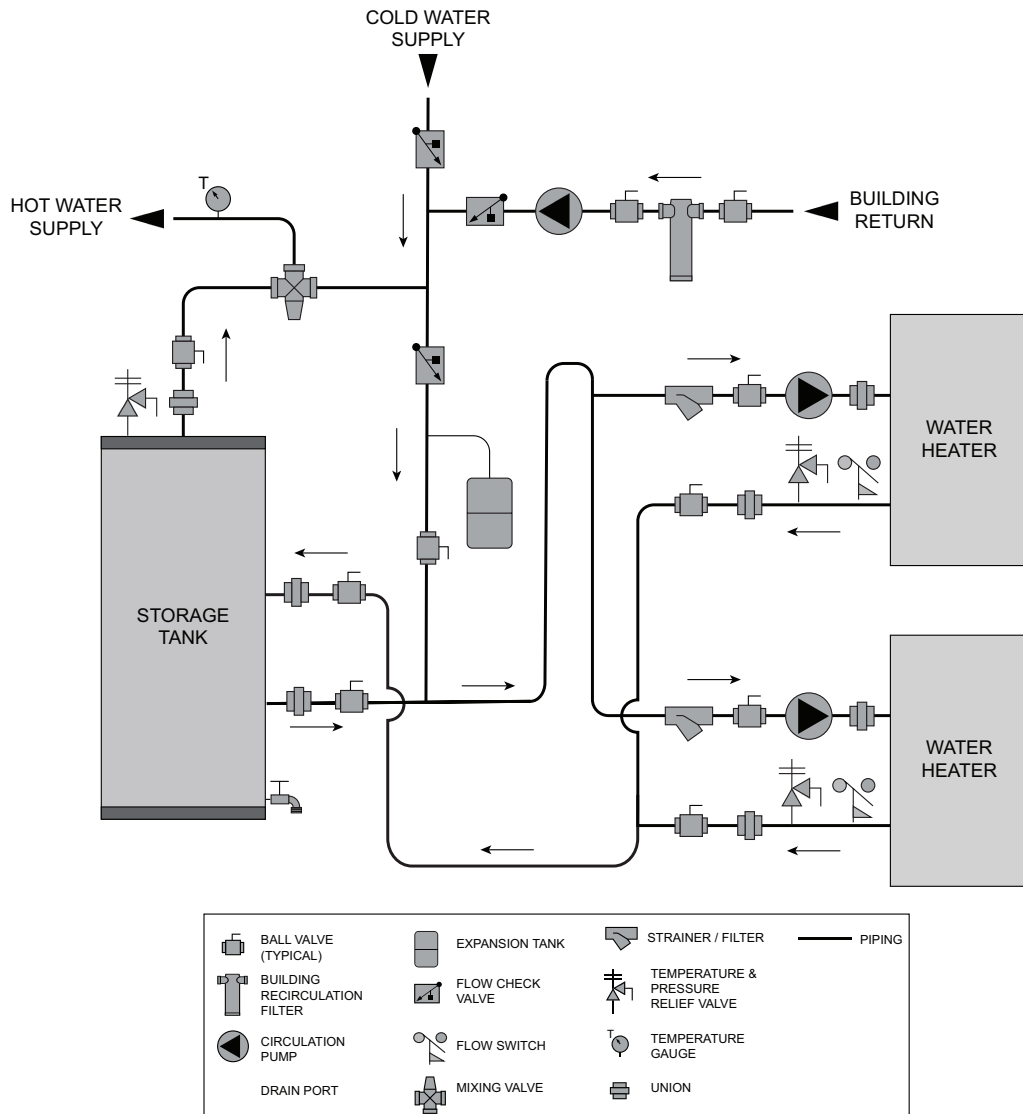 COLD WATER
SUPPLY
T
HOT WATER
SUPPLY
BUILDING
RETURN
WATER
HEATER
STORAGE
TANK
WATER
HEATER
BALL VALVE
(TYPICAL)
BUILDING
RECIRCULATION
FILTER
CIRCULATION
PUMP
DRAIN PORT
EXPANSION TANK
FLOW CHECK
VALVE
FLOW SWITCH
MIXING VALVE
STRAINER / FILTER
TEMPERATURE &
PRESSURE
RELIEF VALVE
T
TEMPERATURE
GAUGE
UNION
PIPING